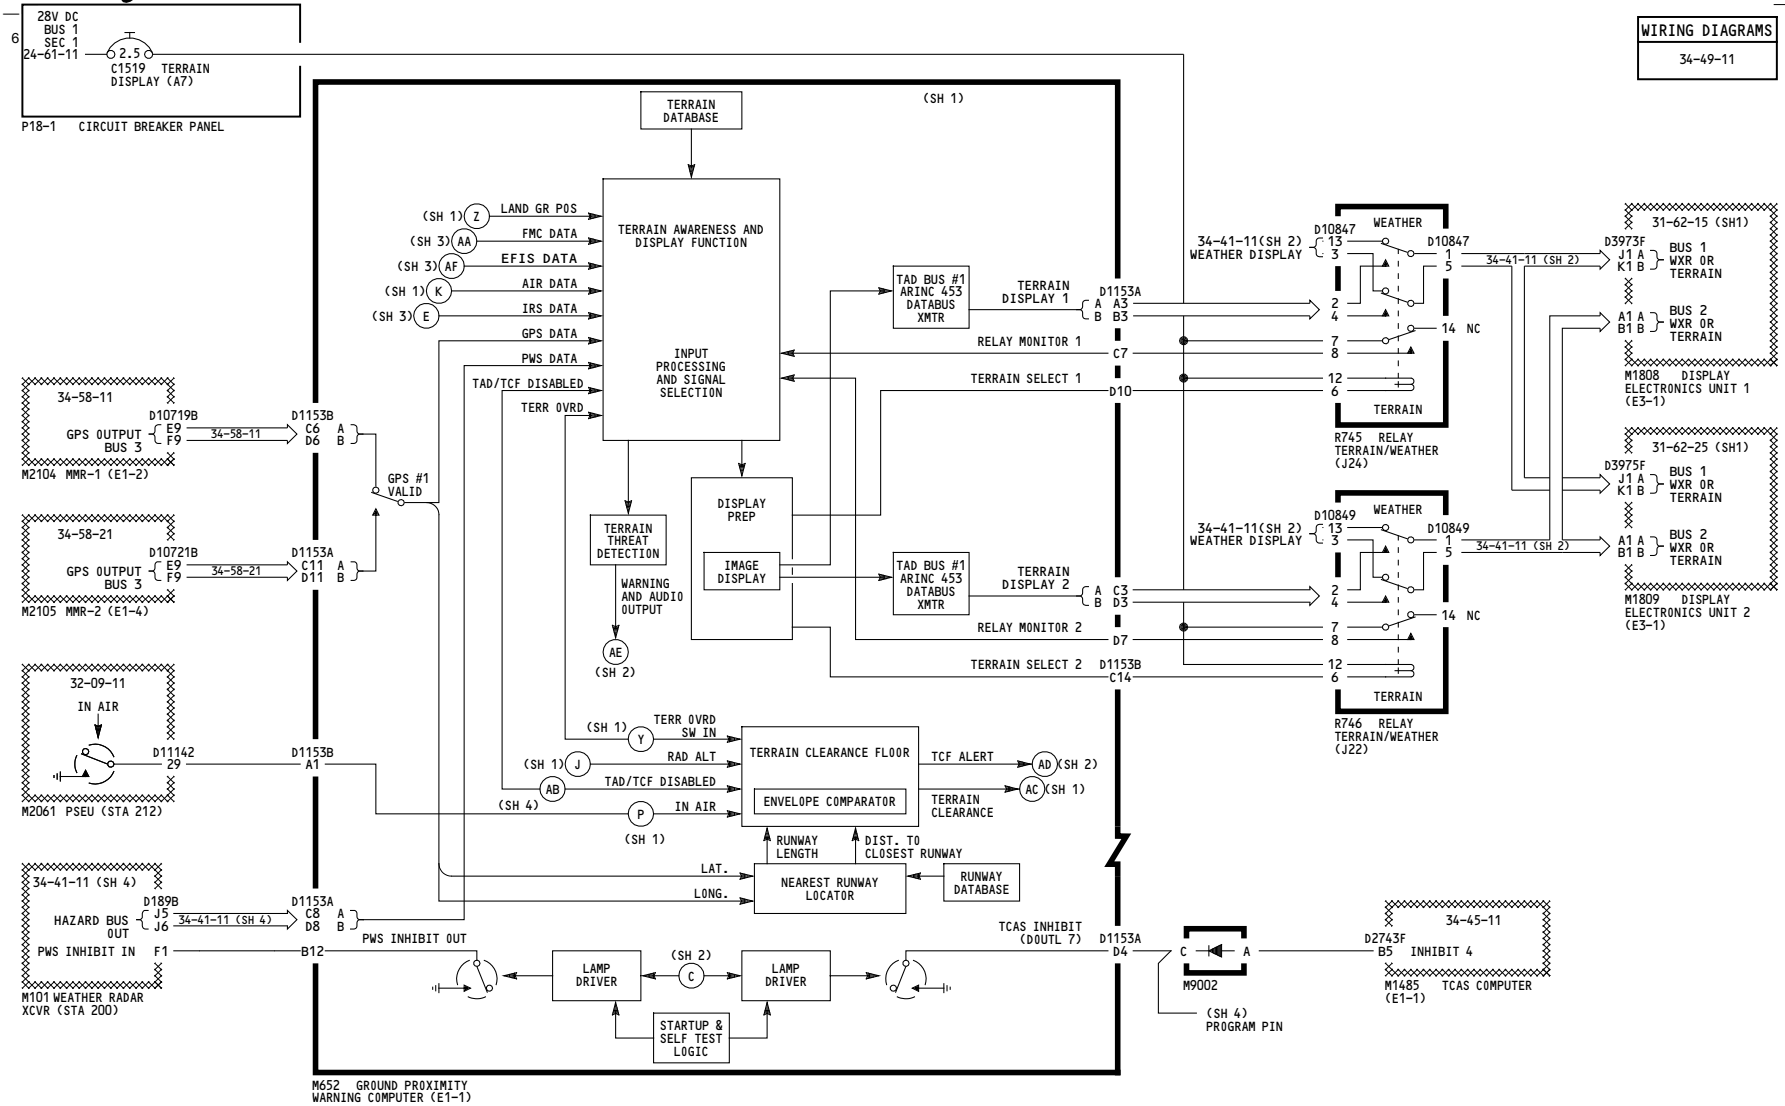 28V DC
BUS 1
SEC 1
24-61-11
6
2.5
C1519 TERRAIN
DISPLAY (A7)
P18-1 CIRCUIT BREAKER PANEL
WIRING DIAGRAMS
34-49-11
(SH 1)
TERRAIN
DATABASE
TERRAIN AWARENESS AND
DISPLAY FUNCTION
INPUT
PROCESSING
AND SIGNAL
SELECTION
(SH 1) Z LAND GR POS
(SH 3) AA FMC DATA
(SH 3) AF EFIS DATA
(SH 1) K AIR DATA
(SH 3) E IRS DATA
GPS DATA
PWS DATA
TAD/TCF DISABLED
TERR OVRD
34-58-11
D10719B
GPS OUTPUT
BUS 3
E9
F9
34-58-11
D1153B
C6 A
D6 B
M2104 MMR-1 (E1-2)
GPS #1
VALID
34-58-21
D10721B
GPS OUTPUT
BUS 3
E9
F9
34-58-21
D1153A
C11 A
D11 B
M2105 MMR-2 (E1-4)
DISPLAY
PREP
IMAGE
DISPLAY
TERRAIN
THREAT
DETECTION
WARNING
AND AUDIO
OUTPUT
AE
(SH 2)
TAD BUS #1
ARINC 453
DATABUS
XMTR
TERRAIN
DISPLAY 1
D1153A
A A3
B B3
RELAY MONITOR 1
C7
TERRAIN SELECT 1
D10
TAD BUS #1
ARINC 453
DATABUS
XMTR
TERRAIN
DISPLAY 2
A C3
B D3
RELAY MONITOR 2
D7
TERRAIN SELECT 2 D1153B
C14
34-41-11(SH 2)
WEATHER DISPLAY
D10847
13
3
WEATHER
D10847
1
5
34-41-11 (SH 2)
2
4
14 NC
7
8
12
6
TERRAIN
R745 RELAY
TERRAIN/WEATHER
(J24)
34-41-11(SH 2)
WEATHER DISPLAY
D10849
13
3
WEATHER
D10849
1
5
34-41-11 (SH 2)
2
4
14 NC
7
8
12
6
TERRAIN
R746 RELAY
TERRAIN/WEATHER
(J22)
31-62-15 (SH1)
D3973F
J1 A
K1 B
BUS 1
WXR OR
TERRAIN
A1 A
B1 B
BUS 2
WXR OR
TERRAIN
M1808 DISPLAY
ELECTRONICS UNIT 1
(E3-1)
31-62-25 (SH1)
D3975F
J1 A
K1 B
BUS 1
WXR OR
TERRAIN
A1 A
B1 B
BUS 2
WXR OR
TERRAIN
M1809 DISPLAY
ELECTRONICS UNIT 2
(E3-1)
32-09-11
IN AIR
D11142
29
D1153B
A1
M2061 PSEU (STA 212)
(SH 1) Y
TERR OVRD
SW IN
(SH 1) J RAD ALT
AB TAD/TCF DISABLED
(SH 4)
P IN AIR
(SH 1)
TERRAIN CLEARANCE FLOOR
ENVELOPE COMPARATOR
TCF ALERT
AD (SH 2)
AC (SH 1)
TERRAIN
CLEARANCE
RUNWAY
LENGTH
DIST. TO
CLOSEST RUNWAY
LAT.
LONG.
NEAREST RUNWAY
LOCATOR
RUNWAY
DATABASE
34-41-11 (SH 4)
D189B
HAZARD BUS
OUT
J5
J6
34-41-11 (SH 4)
D1153A
C8 A
D8 B
PWS INHIBIT IN F1
B12
PWS INHIBIT OUT
M101 WEATHER RADAR
XCVR (STA 200)
LAMP
DRIVER
(SH 2)
C
LAMP
DRIVER
STARTUP &
SELF TEST
LOGIC
TCAS INHIBIT
(DOUTL 7)
D1153A
D4
C A
M9002
(SH 4)
PROGRAM PIN
34-45-11
D2743F
B5 INHIBIT 4
M1485 TCAS COMPUTER
(E1-1)
M652 GROUND PROXIMITY
WARNING COMPUTER (E1-1)